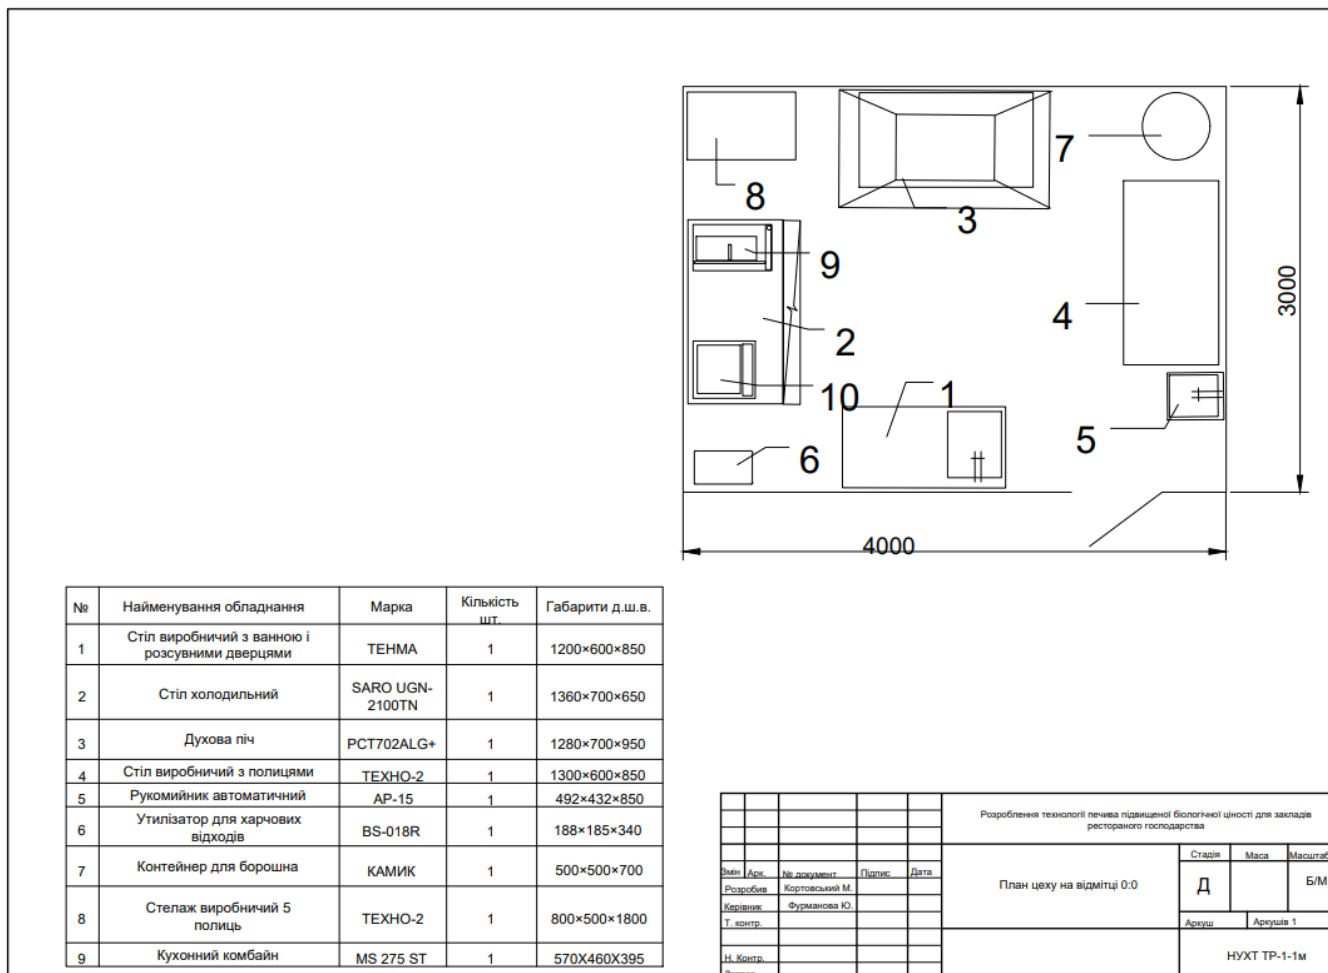 8
3
7
9
2
4
10
1
5
6
3000
4000
№ Найменування обладнання Марка Кількість шт. Габарити д.ш.в.
1 Стіл виробничий з ванною і розсувними дверцями ТЕНМА 1 1200×600×850
2 Стіл холодильний SARO UGN-2100TN 1 1360×700×650
3 Духова піч PCT702ALG+ 1 1280×700×950
4 Стіл виробничий з полицями ТЕХНО-2 1 1300×600×850
5 Рукомийник автоматичний АР-15 1 492×432×850
6 Утилізатор для харчових відходів BS-018R 1 188×185×340
7 Контейнер для борошна КАМИК 1 500×500×700
8 Стелаж виробничий 5 полиць ТЕХНО-2 1 800×500×1800
9 Кухонний комбайн MS 275 ST 1 570X460X395
Розроблення технології печива підвищеної біологічної цінності для закладів
рестораного господарства
Змін Арк. № документ Підпис Дата
Розробив Кортовський М.
Керівник Фурманова Ю.
Т. контр.
Н. Контр.
План цеху на відмітці 0:0
Стадія Маса Масштаб
Д Б/М
Аркуш Аркушів 1
НУХТ ТР-1-1м